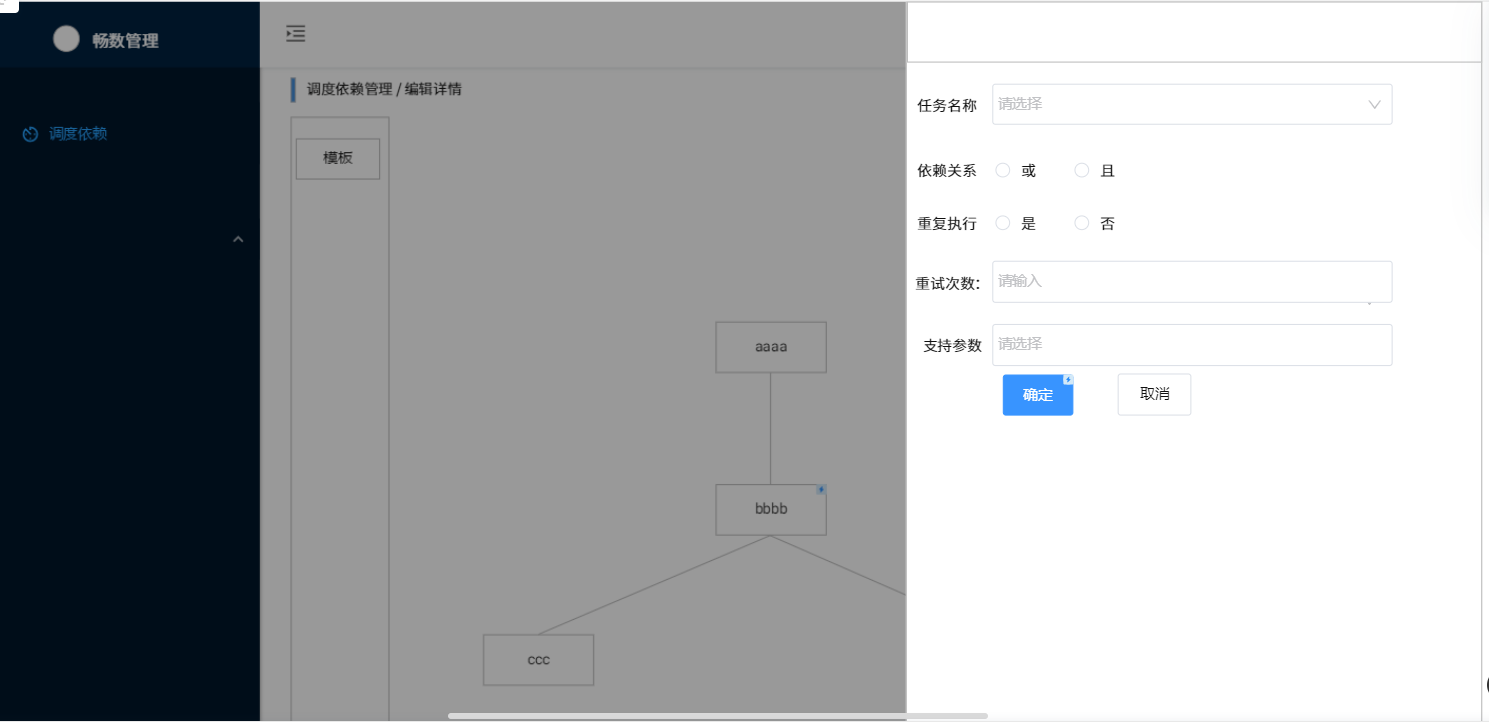 畅数管理
调度依赖
调度依赖管理 / 编辑详情
模板
aaaa
bbbb
ccc
任务名称 请选择
依赖关系 或 且
重复执行 是 否
重试次数： 请输入
支持参数 请选择
确定 取消